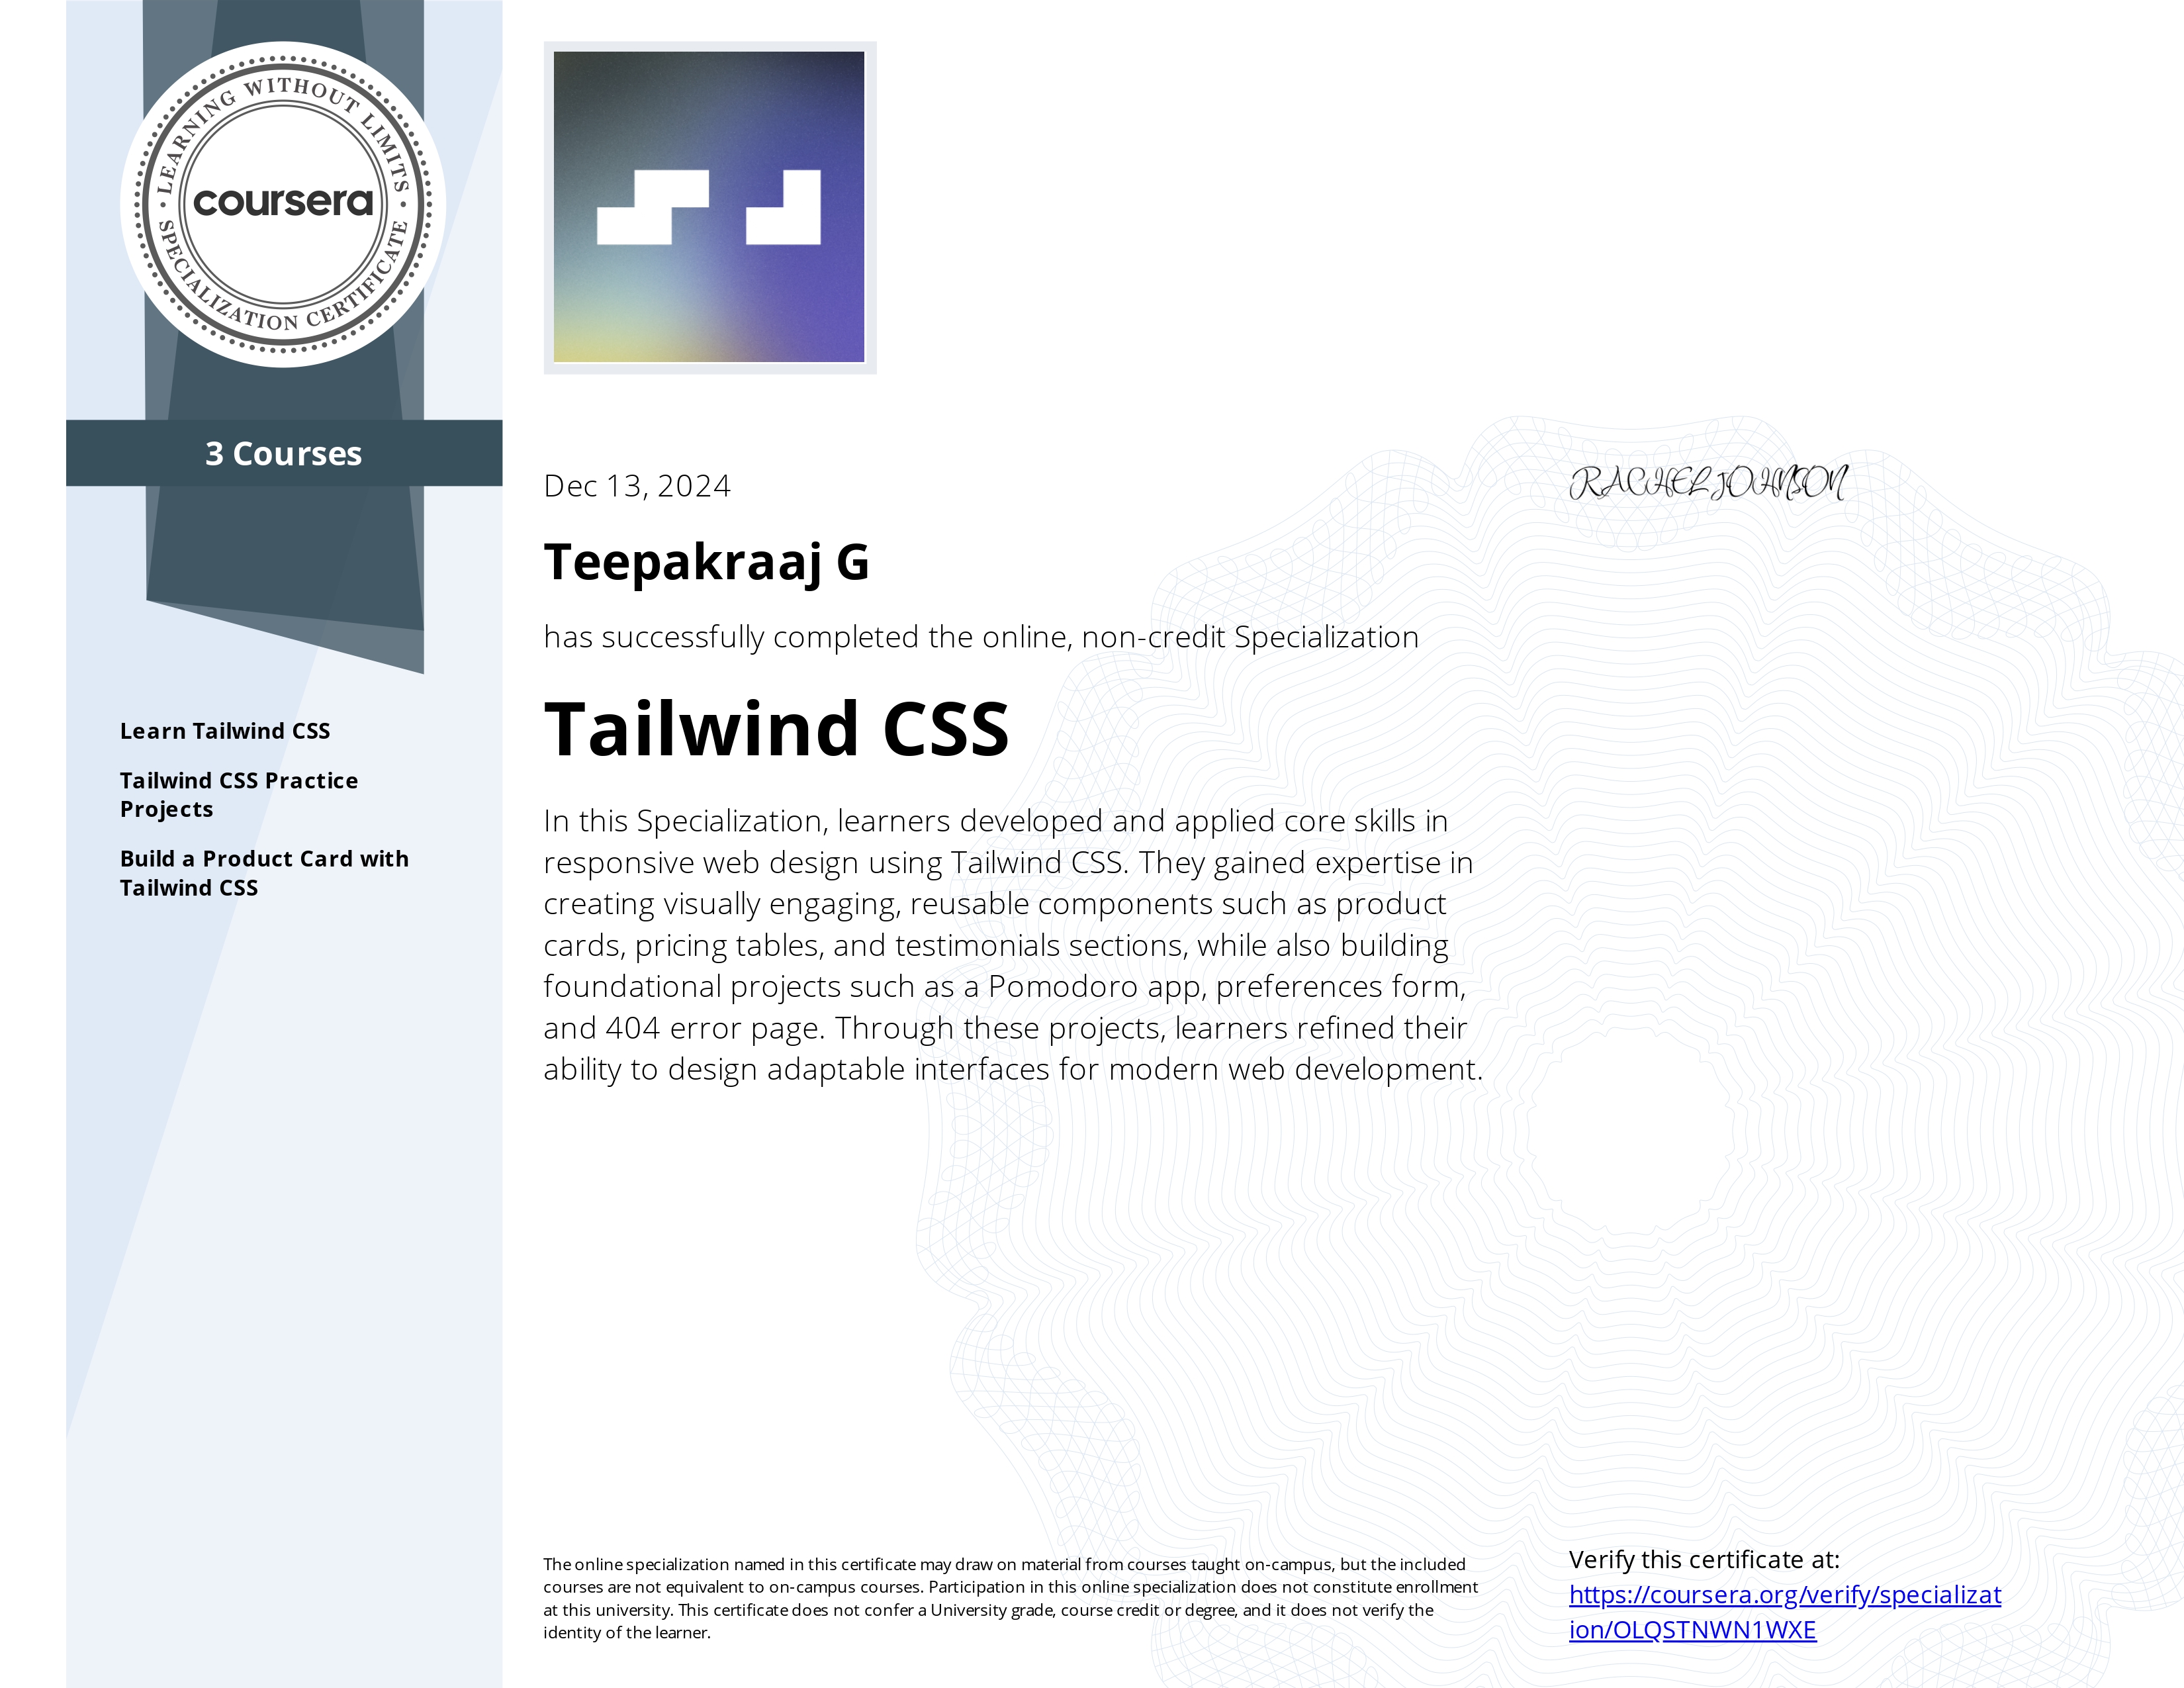 LEARNING WITHOUT LIMITS
coursera
SPECIALIZATION CERTIFICATE
3 Courses
Learn Tailwind CSS
Tailwind CSS Practice
Projects
Build a Product Card with
Tailwind CSS
Dec 13, 2024
RACHEL JOHNSON
Teepakraaj G
has successfully completed the online, non-credit Specialization
Tailwind CSS
In this Specialization, learners developed and applied core skills in
responsive web design using Tailwind CSS. They gained expertise in
creating visually engaging, reusable components such as product
cards, pricing tables, and testimonials sections, while also building
foundational projects such as a Pomodoro app, preferences form,
and 404 error page. Through these projects, learners refined their
ability to design adaptable interfaces for modern web development.
The online specialization named in this certificate may draw on material from courses taught on-campus, but the included
courses are not equivalent to on-campus courses. Participation in this online specialization does not constitute enrollment
at this university. This certificate does not confer a University grade, course credit or degree, and it does not verify the
identity of the learner.
Verify this certificate at:
https://coursera.org/verify/specializat
ion/OLQSTNWN1WXE